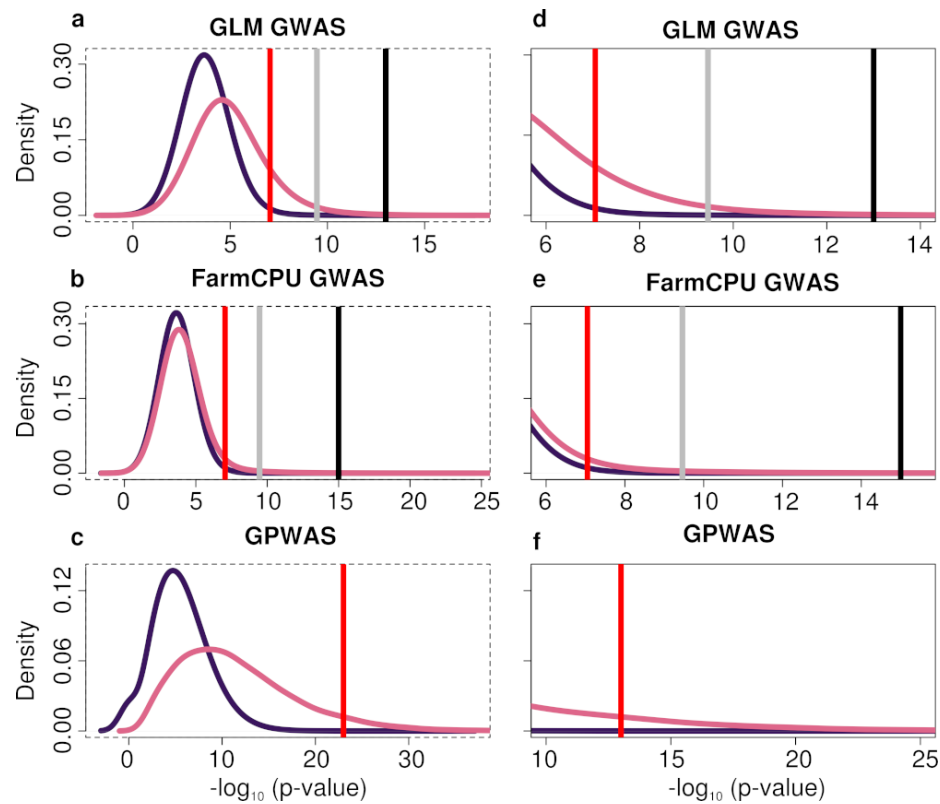 a
GLM GWAS
Density
0.00 0.15 0.30
0 5 10 15
d
GLM GWAS
6 8 10 12 14
b
FarmCPU GWAS
Density
0.00 0.15 0.30
0 5 10 15 20 25
e
FarmCPU GWAS
6 8 10 12 14
c
GPWAS
Density
0.00 0.06 0.12
0 10 20 30
-log₁₀ (p-value)
f
GPWAS
10 15 20 25
-log₁₀ (p-value)